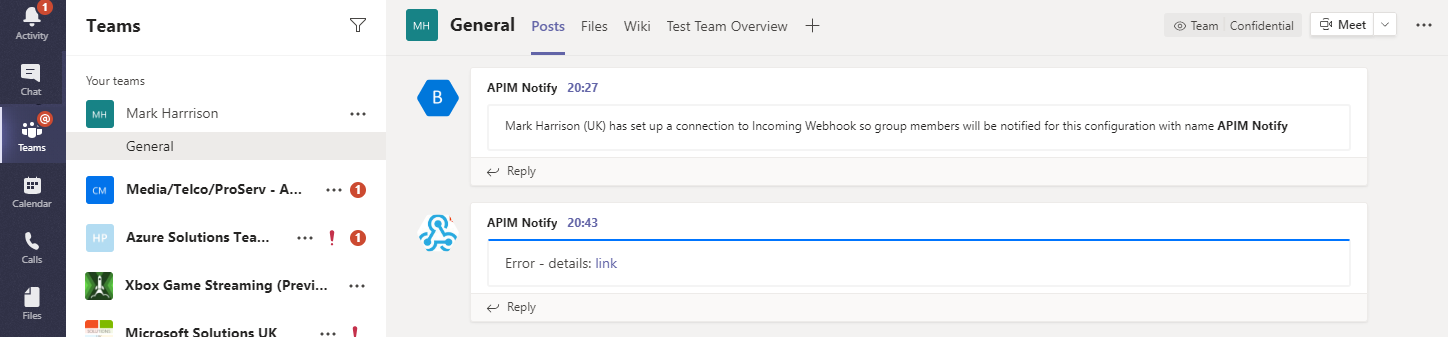 1
Activity
Chat
@
Teams
Calendar
Calls
Files
Teams
Your teams
MH
Mark Harrrison
General
CM
Media/Telco/ProServ - A...
1
HP
Azure Solutions Tea...
1
Xbox Game Streaming (Previ...
Microsoft Solutions UK
MH
General
Posts
Files
Wiki
Test Team Overview
Team
Confidential
Meet
B
APIM Notify 20:27
Mark Harrison (UK) has set up a connection to Incoming Webhook so group members will be notified for this configuration with name APIM Notify
Reply
APIM Notify 20:43
Error - details: link
Reply